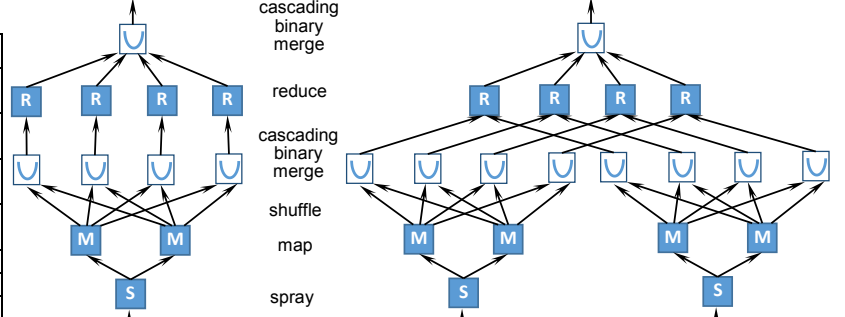 cascading
binary
merge
R R R R
reduce
R R R R
cascading
binary
merge
shuffle
M M
map
M M M M
S
spray
S S